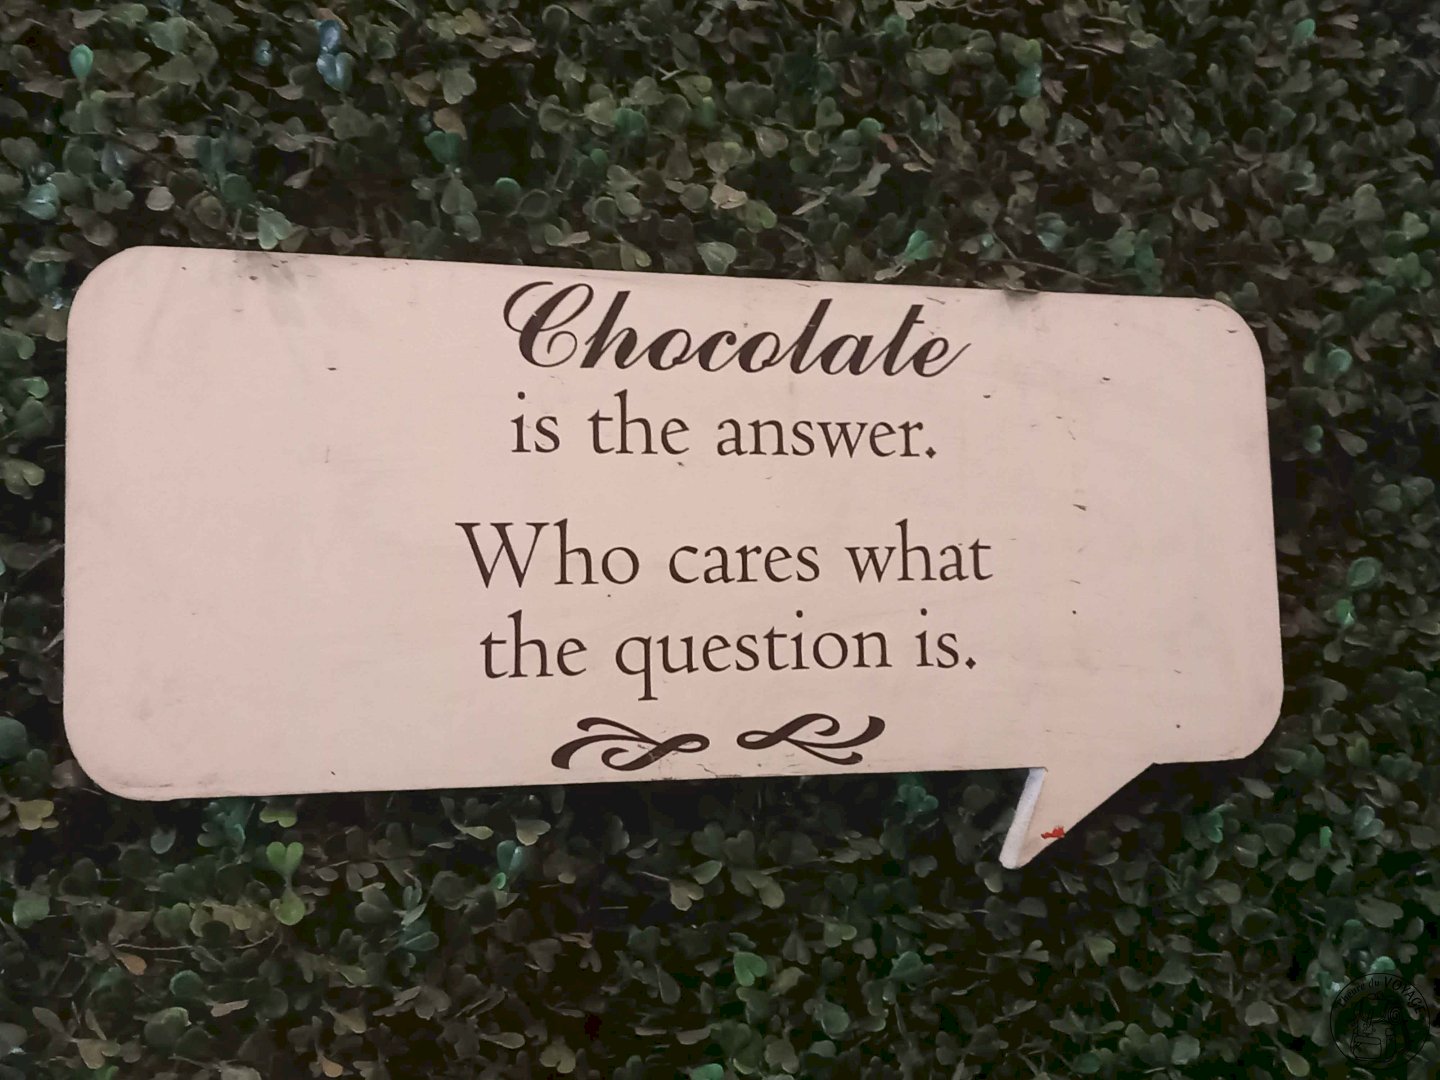 Chocolate
is the answer.
Who cares what
the question is.